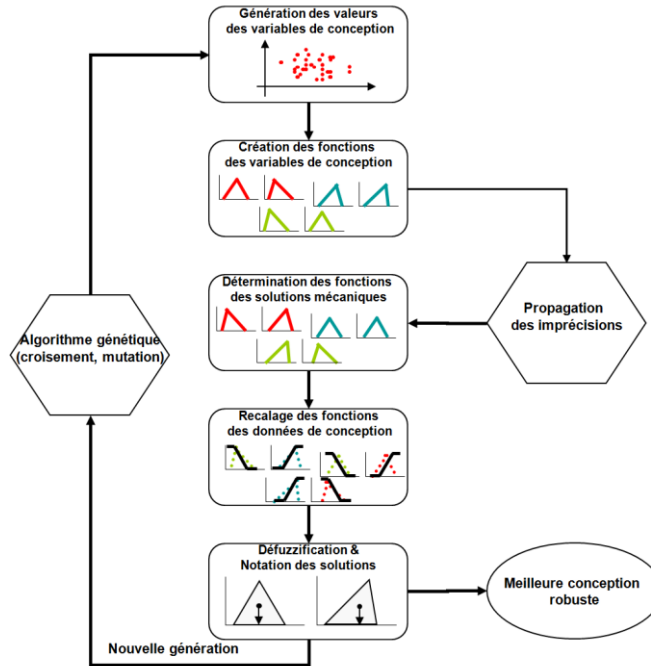 Génération des valeurs
des variables de conception
Création des fonctions
des variables de conception
Détermination des fonctions
des solutions mécaniques
Propagation
des imprécisions
Algorithme génétique
(croisement, mutation)
Recalage des fonctions
des données de conception
Défuzzification &
Notation des solutions
Meilleure conception
robuste
Nouvelle génération